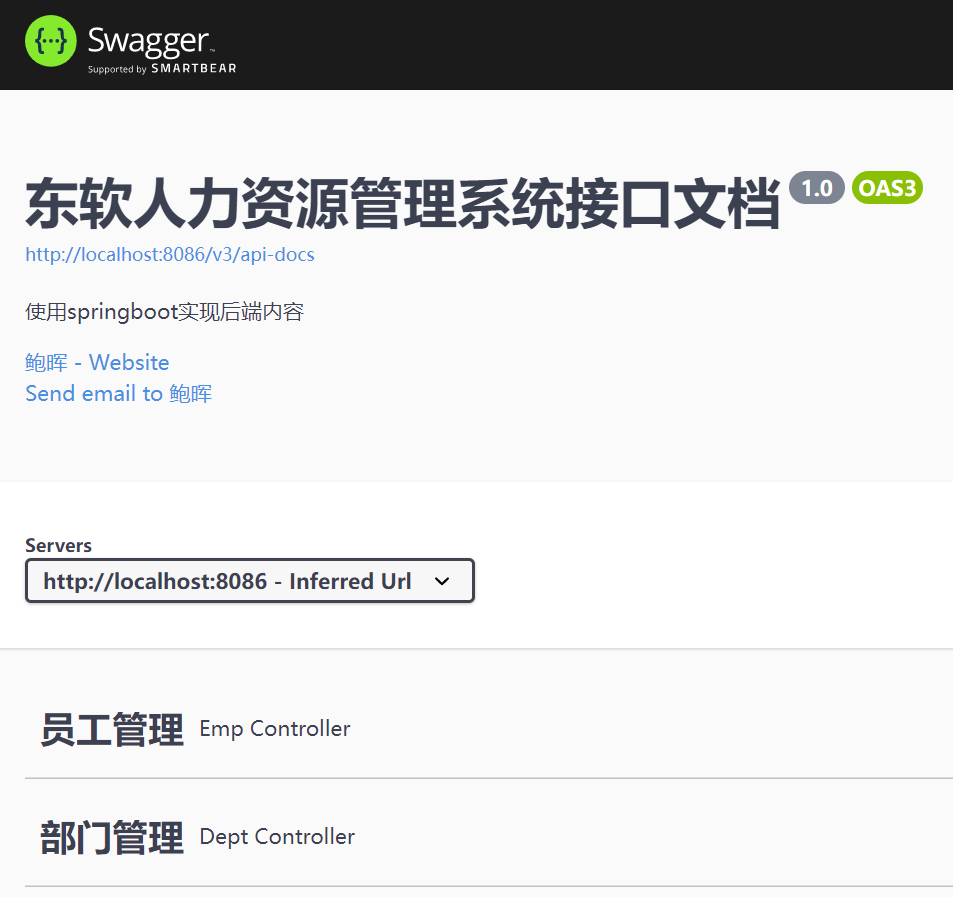 Swagger™
Supported by SMARTBEAR
东软人力资源管理系统接口文档 1.0 OAS3
http://localhost:8086/v3/api-docs
使用springboot实现后端内容
鲍晖 - Website
Send email to 鲍晖
Servers
http://localhost:8086 - Inferred Url
员工管理 Emp Controller
部门管理 Dept Controller